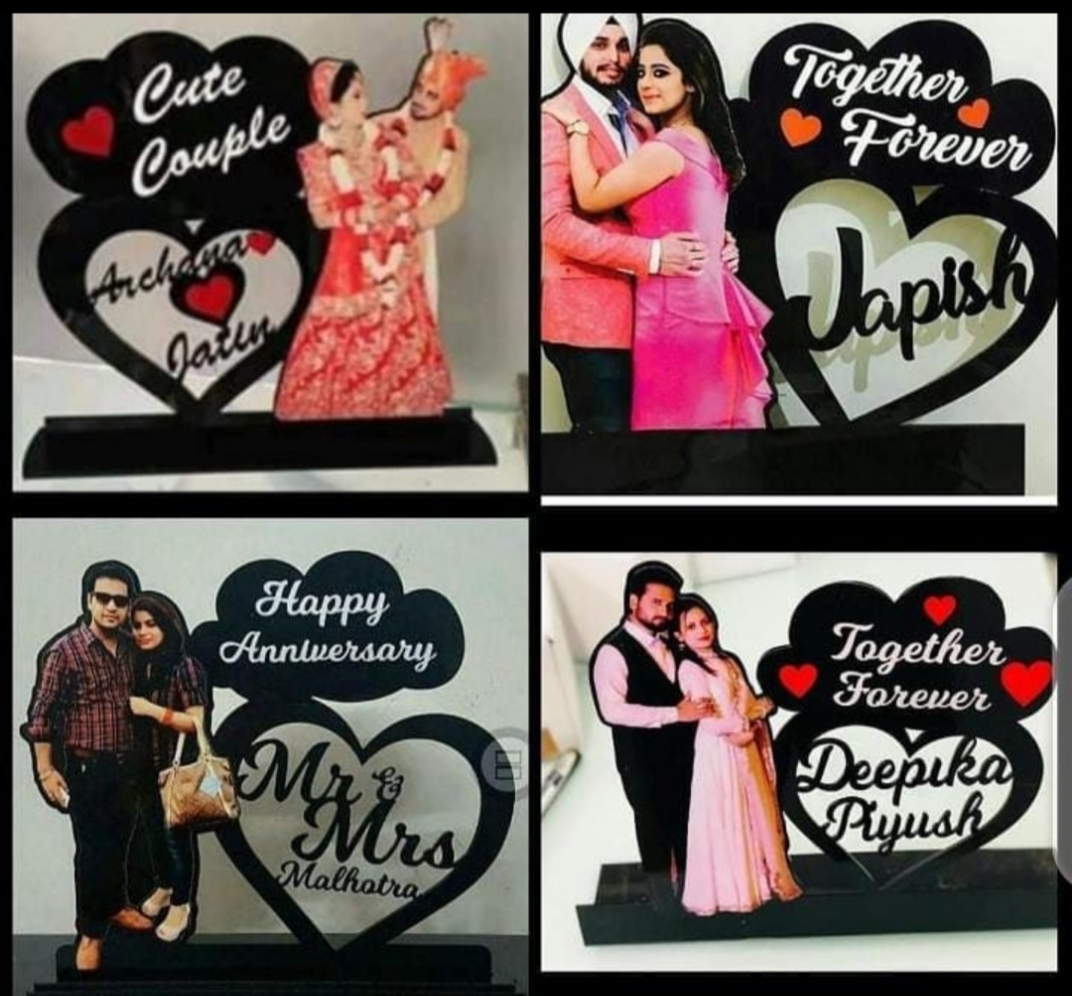 Cute
Couple
Archana
Jatin
Together
Forever
Japish
Happy
Anniversary
Mr &
Mrs
Malhotra
Together
Forever
Deepika
Piyush